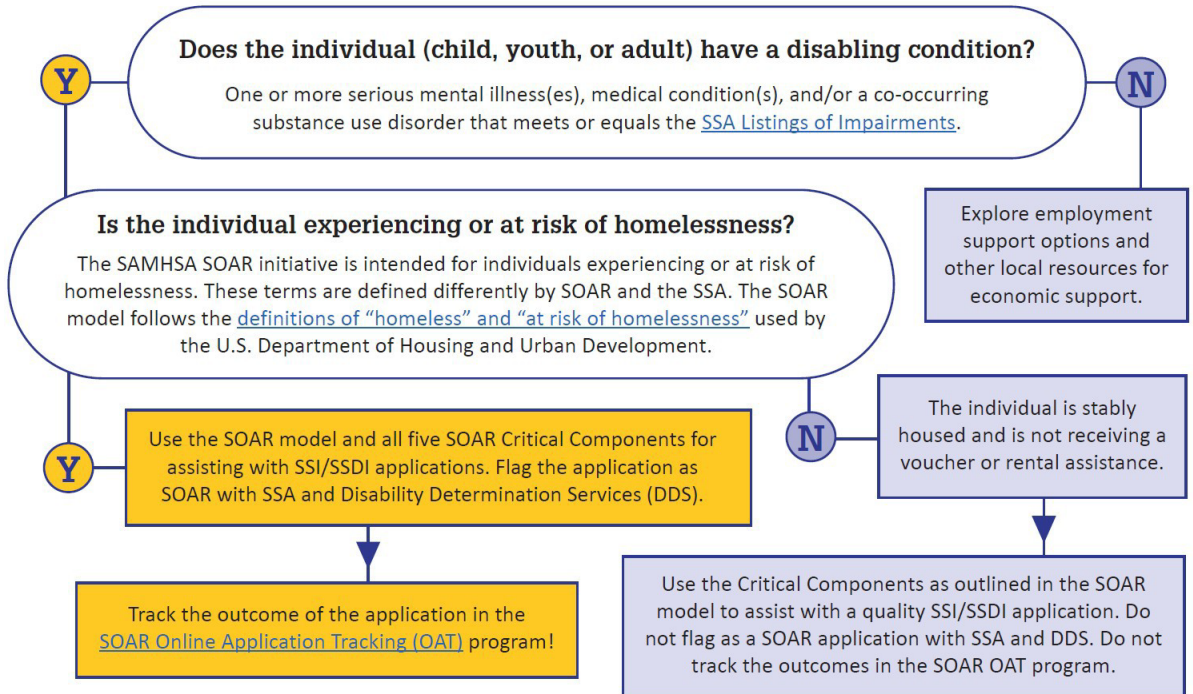 Does the individual (child, youth, or adult) have a disabling condition?
Y
N
One or more serious mental illness(es), medical condition(s), and/or a co-occurring
substance use disorder that meets or equals the SSA Listings of Impairments.
Is the individual experiencing or at risk of homelessness?
The SAMHSA SOAR initiative is intended for individuals experiencing or at risk of
homelessness. These terms are defined differently by SOAR and the SSA. The SOAR
model follows the definitions of “homeless” and “at risk of homelessness” used by
the U.S. Department of Housing and Urban Development.
Explore employment
support options and
other local resources for
economic support.
Y
Use the SOAR model and all five SOAR Critical Components for
assisting with SSI/SSDI applications. Flag the application as
SOAR with SSA and Disability Determination Services (DDS).
N
The individual is stably
housed and is not receiving a
voucher or rental assistance.
Track the outcome of the application in the
SOAR Online Application Tracking (OAT) program!
Use the Critical Components as outlined in the SOAR
model to assist with a quality SSI/SSDI application. Do
not flag as a SOAR application with SSA and DDS. Do not
track the outcomes in the SOAR OAT program.